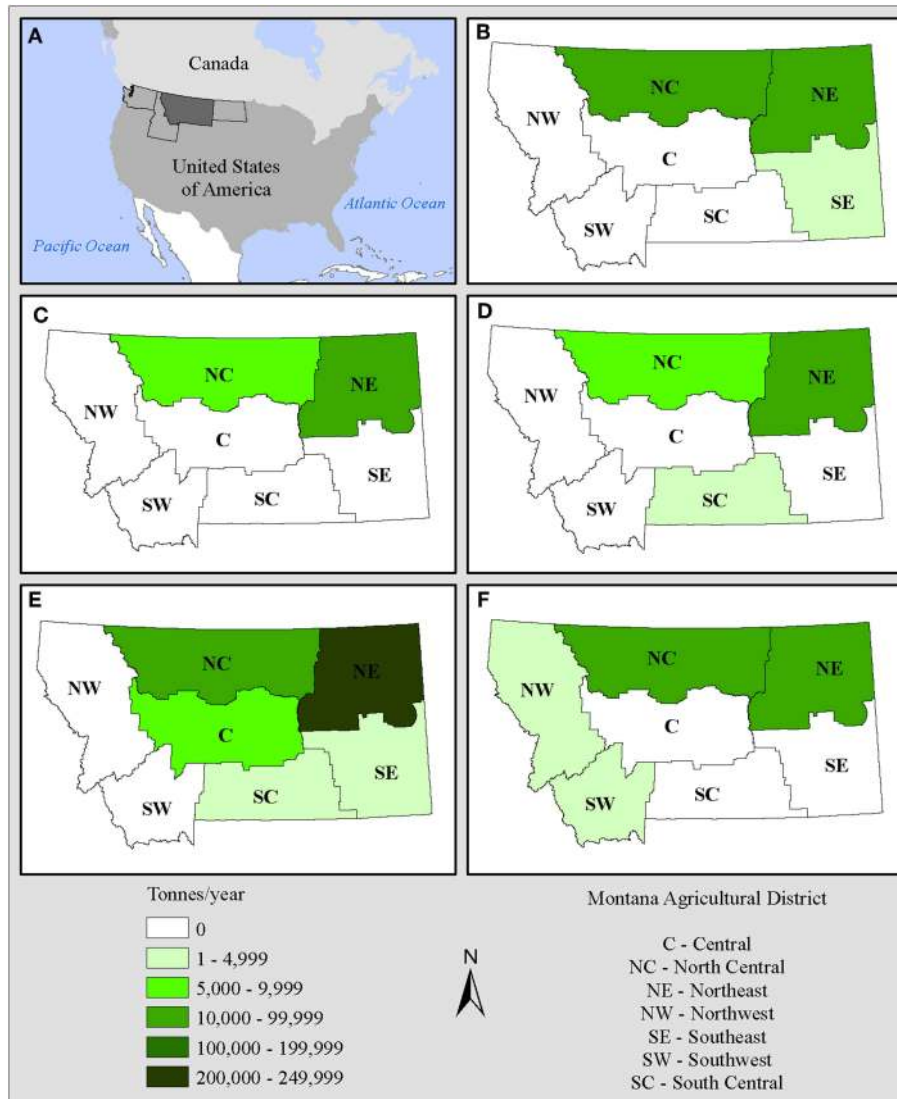 A
Canada
United States
of America
Atlantic Ocean
Pacific Ocean
B
NW
NC
NE
C
SW
SC
SE
C
NW
NC
NE
C
SW
SC
SE
D
NW
NC
NE
C
SW
SC
SE
E
NW
NC
NE
C
SW
SC
SE
F
NW
NC
NE
C
SW
SC
SE
Tonnes/year
0
1 - 4,999
5,000 - 9,999
10,000 - 99,999
100,000 - 199,999
200,000 - 249,999
N
Montana Agricultural District
C - Central
NC - North Central
NE - Northeast
NW - Northwest
SE - Southeast
SW - Southwest
SC - South Central